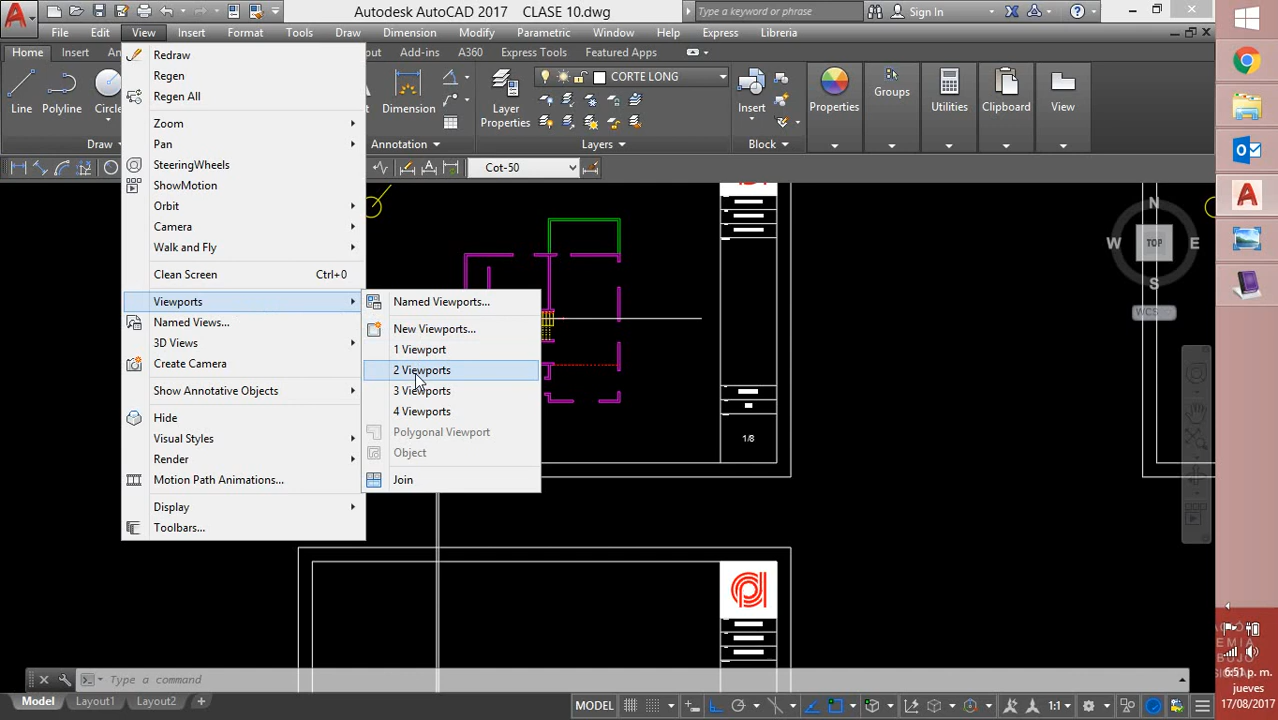 Autodesk AutoCAD 2017 CLASE 10.dwg
Type a keyword or phrase
Sign In
File Edit View Insert Format Tools Draw Dimension Modify Parametric Window Help Express Libreria
Home Insert Add-ins A360 Express Tools Featured Apps
Line
Polyline
Circle
Draw
Dimension
Annotation
Layer
Properties
CORTE LONG
Layers
Insert
Block
Properties
Groups
Utilities
Clipboard
View
Cot-50
Redraw
Regen
Regen All
Zoom
Pan
SteeringWheels
ShowMotion
Orbit
Camera
Walk and Fly
Clean Screen Ctrl+0
Viewports
Named Views...
3D Views
Create Camera
Show Annotative Objects
Hide
Visual Styles
Render
Motion Path Animations...
Display
Toolbars...
Named Viewports...
New Viewports...
1 Viewport
2 Viewports
3 Viewports
4 Viewports
Polygonal Viewport
Object
Join
N
W TOP E
S
WCS
1/8
Type a command
Model Layout1 Layout2 +
MODEL
1:1
6:51 p. m.
jueves
17/08/2017